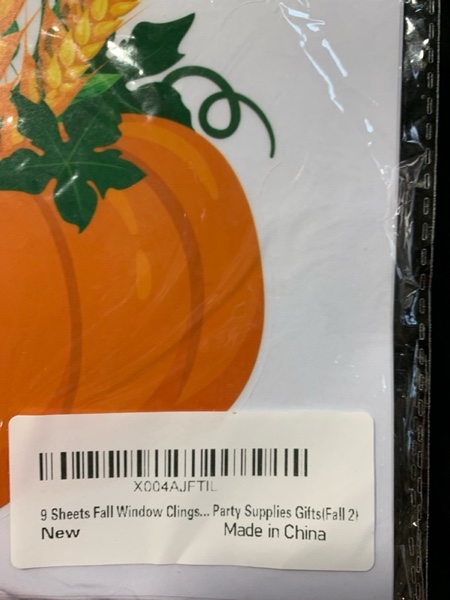 X004AJFTIL
9 Sheets Fall Window Clings... Party Supplies Gifts(Fall 2)
New
Made in China